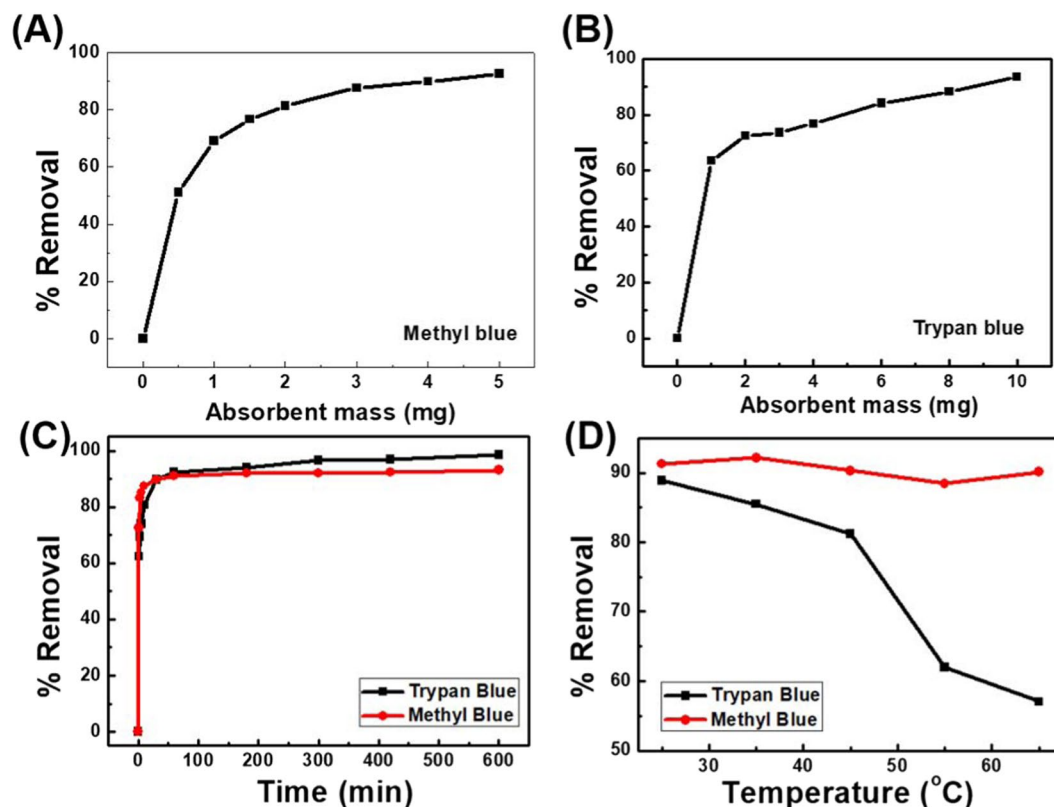 (A)
100
80
60
40
20
0
% Removal
Methyl blue
0 1 2 3 4 5
Absorbent mass (mg)
(B)
100
80
60
40
20
0
% Removal
Trypan blue
0 2 4 6 8 10
Absorbent mass (mg)
(C)
100
80
60
40
20
0
% Removal
Trypan Blue
Methyl Blue
0 100 200 300 400 500 600
Time (min)
(D)
90
80
70
60
50
% Removal
Trypan Blue
Methyl Blue
30 40 50 60
Temperature (°C)